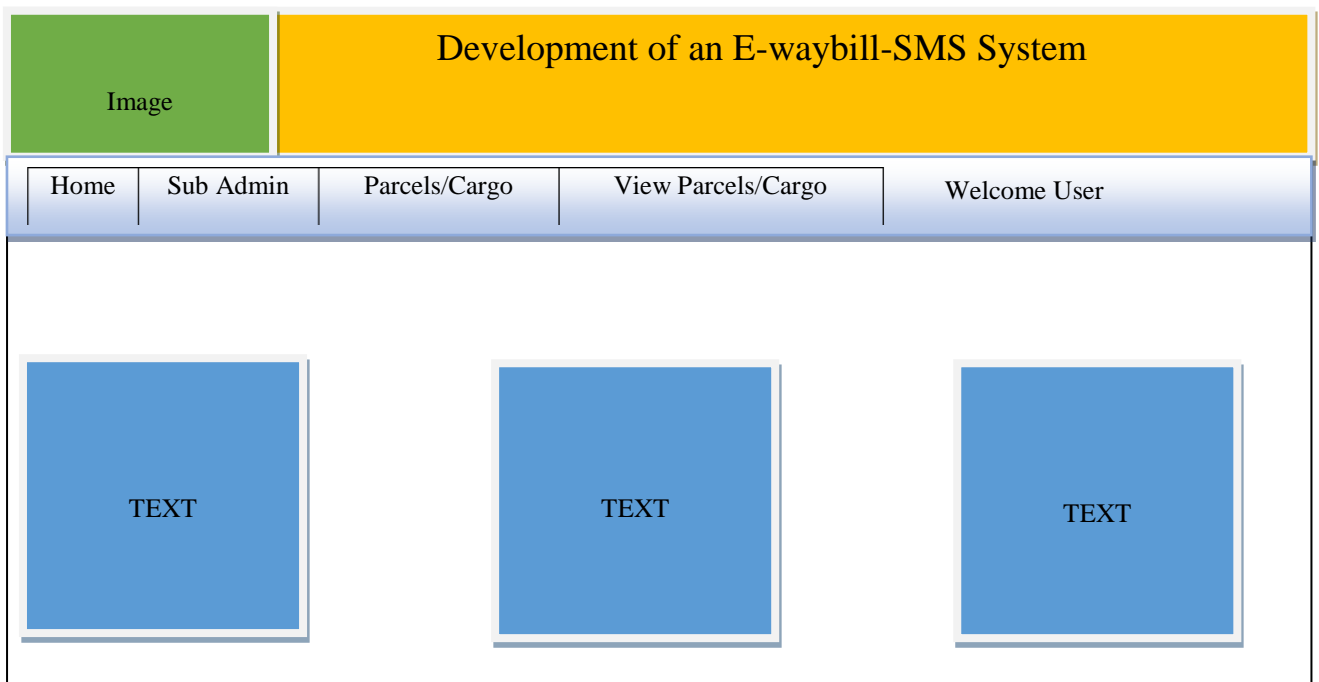 Development of an E-waybill-SMS System
Image
Home
Sub Admin
Parcels/Cargo
View Parcels/Cargo
Welcome User
TEXT
TEXT
TEXT